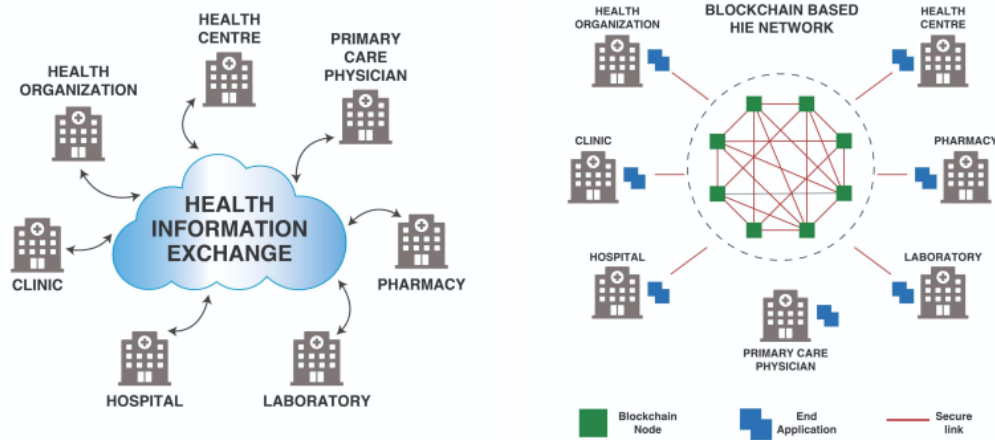 HEALTH
CENTRE
PRIMARY
CARE
PHYSICIAN
HEALTH
ORGANIZATION
HEALTH
INFORMATION
EXCHANGE
CLINIC
PHARMACY
HOSPITAL
LABORATORY
HEALTH
ORGANIZATION
BLOCKCHAIN BASED
HIE NETWORK
HEALTH
CENTRE
CLINIC
PHARMACY
HOSPITAL
LABORATORY
PRIMARY CARE
PHYSICIAN
Blockchain
Node
End
Application
Secure
link